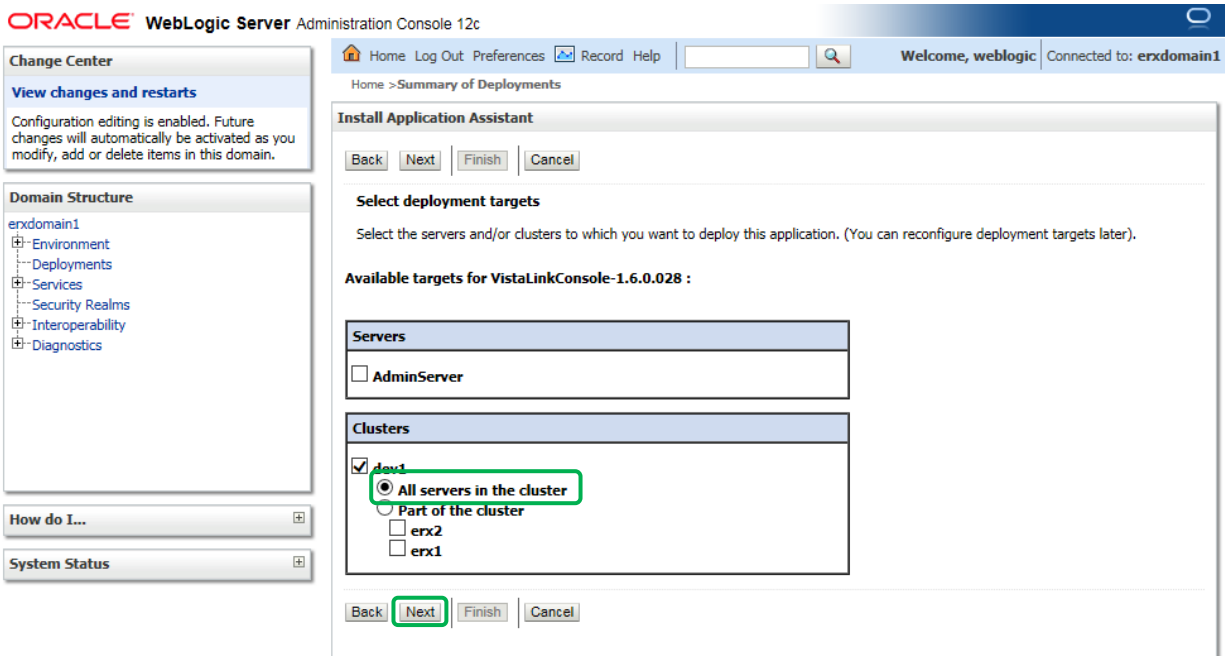 ORACLE WebLogic Server Administration Console 12c
Change Center
View changes and restarts
Configuration editing is enabled. Future
changes will automatically be activated as you
modify, add or delete items in this domain.
Domain Structure
erxdomain1
Environment
Deployments
Services
Security Realms
Interoperability
Diagnostics
How do I...
System Status
Home Log Out Preferences Record Help
Welcome, weblogic Connected to: erxdomain1
Home >Summary of Deployments
Install Application Assistant
Back Next Finish Cancel
Select deployment targets
Select the servers and/or clusters to which you want to deploy this application. (You can reconfigure deployment targets later).
Available targets for VistaLinkConsole-1.6.0.028 :
Servers
AdminServer
Clusters
dev1
All servers in the cluster
Part of the cluster
erx2
erx1
Back Next Finish Cancel